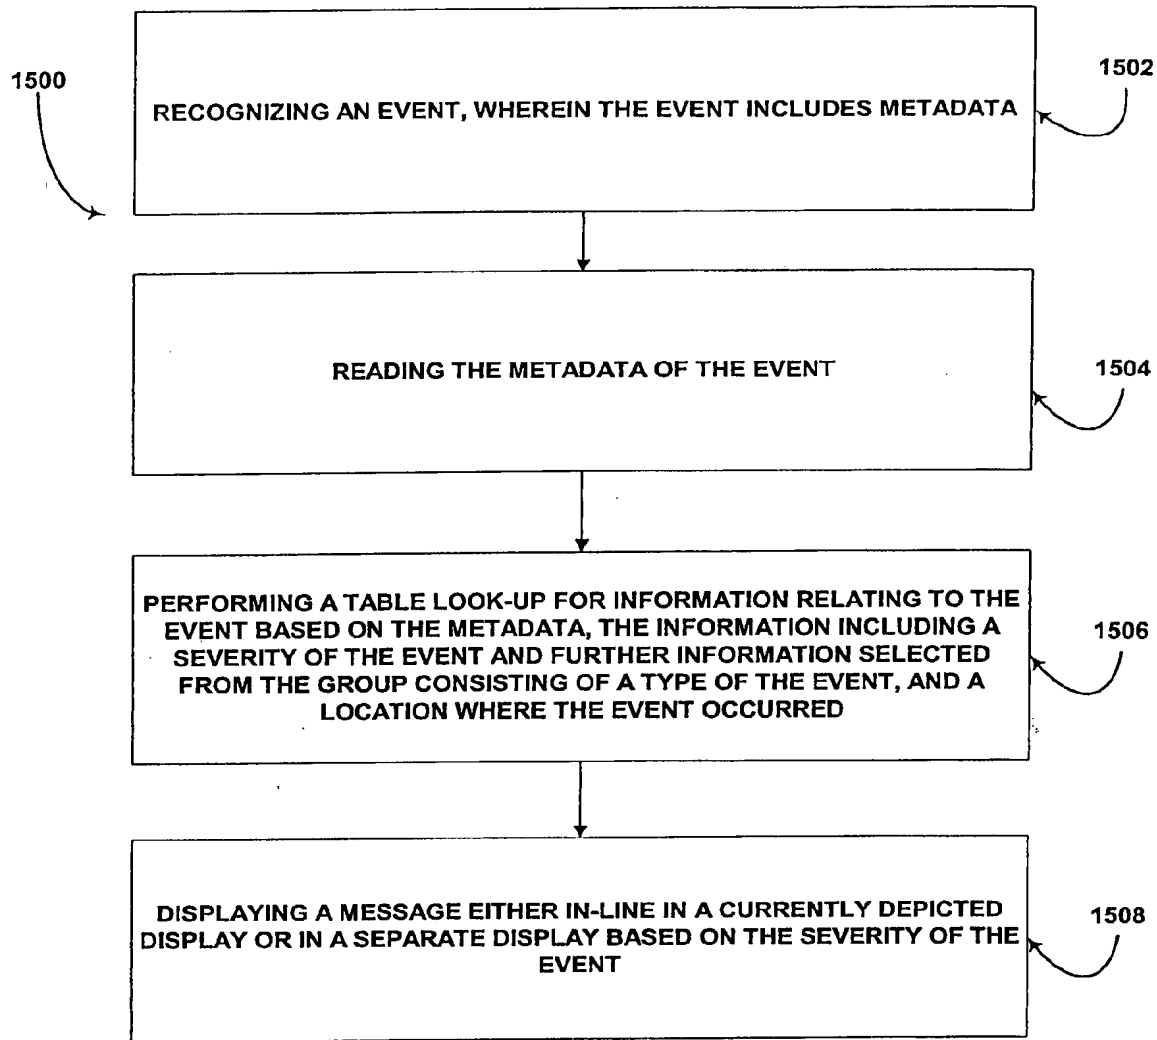 1500
1502
RECOGNIZING AN EVENT, WHEREIN THE EVENT INCLUDES METADATA
READING THE METADATA OF THE EVENT
1504
PERFORMING A TABLE LOOK-UP FOR INFORMATION RELATING TO THE
EVENT BASED ON THE METADATA, THE INFORMATION INCLUDING A
SEVERITY OF THE EVENT AND FURTHER INFORMATION SELECTED
FROM THE GROUP CONSISTING OF A TYPE OF THE EVENT, AND A
LOCATION WHERE THE EVENT OCCURRED
1506
DISPLAYING A MESSAGE EITHER IN-LINE IN A CURRENTLY DEPICTED
DISPLAY OR IN A SEPARATE DISPLAY BASED ON THE SEVERITY OF THE
EVENT
1508